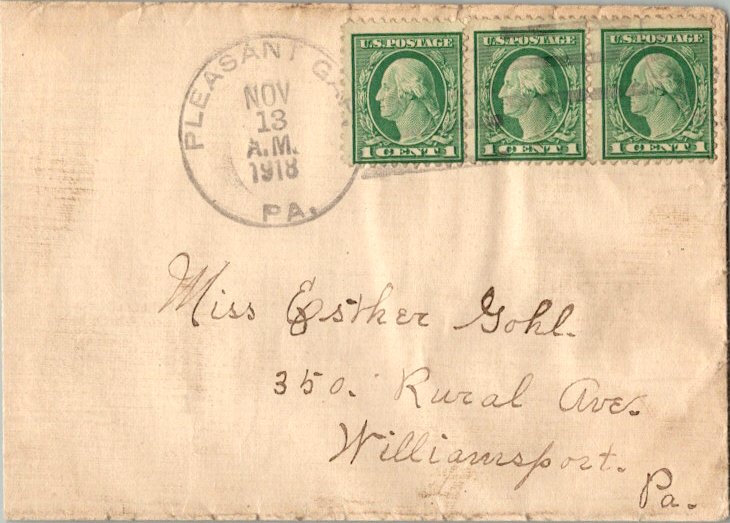 PLEASANT
NOV
13
A.M.
1918
PA.
U.S. POSTAGE
1 CENT 1
U.S. POSTAGE
1 CENT 1
U.S. POSTAGE
1 CENT 1
Miss Esther Gohl.
350. Rural Ave.
Williamsport.
Pa.